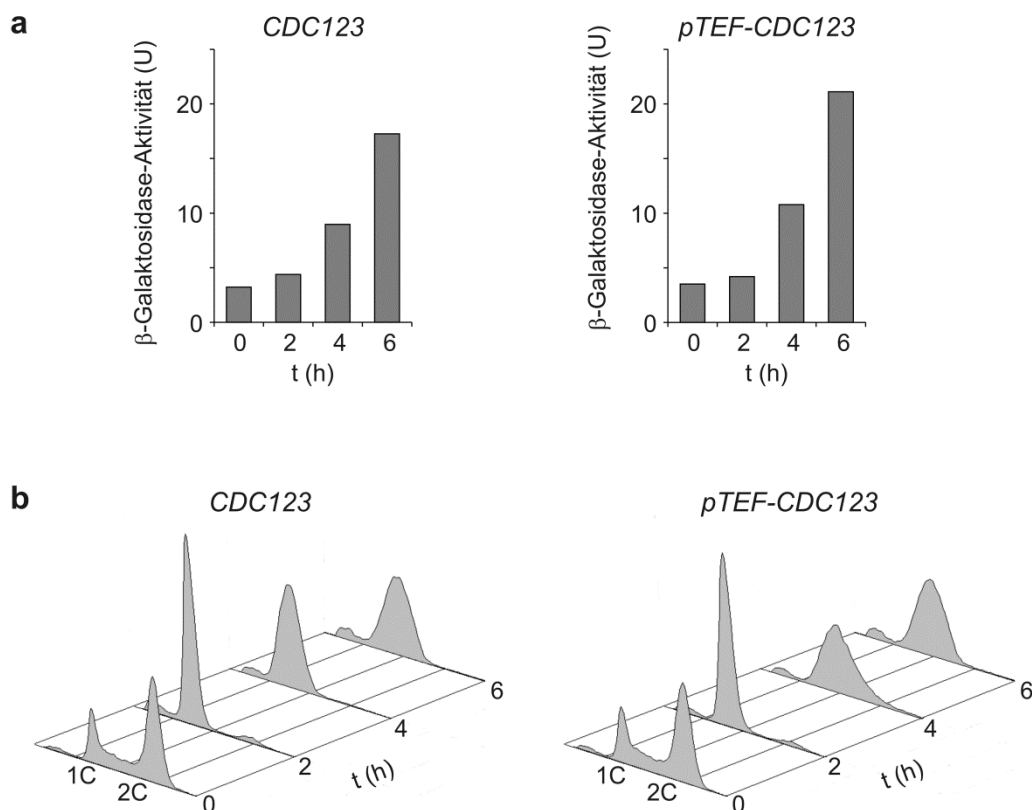 a
CDC123
pTEF-CDC123
β-Galaktosidase-Aktivität (U)
20
10
0
0 2 4 6
t (h)
β-Galaktosidase-Aktivität (U)
20
10
0
0 2 4 6
t (h)
b
CDC123
pTEF-CDC123
1C
2C
0
2
4
6
t (h)
1C
2C
0
2
4
6
t (h)